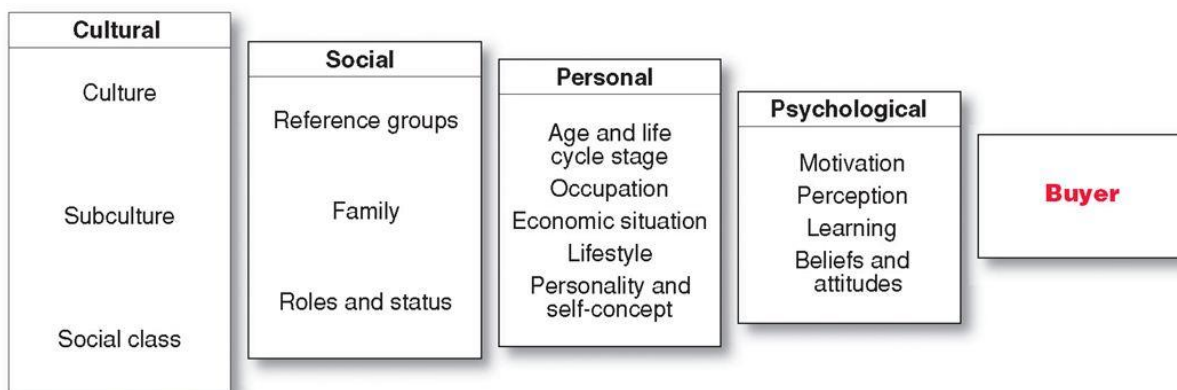 Cultural
Culture
Subculture
Social class
Social
Reference groups
Family
Roles and status
Personal
Age and life
cycle stage
Occupation
Economic situation
Lifestyle
Personality and
self-concept
Psychological
Motivation
Perception
Learning
Beliefs and
attitudes
Buyer